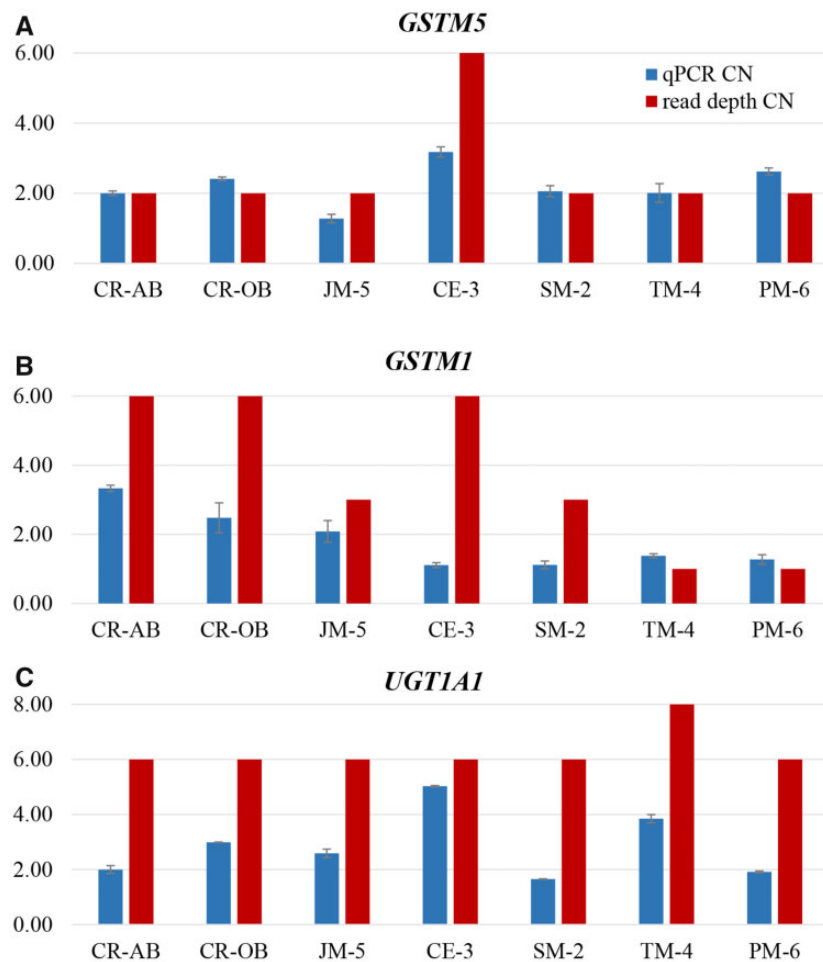 A
GSTM5
6.00
qPCR CN
read depth CN
4.00
2.00
0.00
CR-AB CR-OB JM-5 CE-3 SM-2 TM-4 PM-6
B
GSTM1
6.00
4.00
2.00
0.00
CR-AB CR-OB JM-5 CE-3 SM-2 TM-4 PM-6
C
UGT1A1
8.00
6.00
4.00
2.00
0.00
CR-AB CR-OB JM-5 CE-3 SM-2 TM-4 PM-6